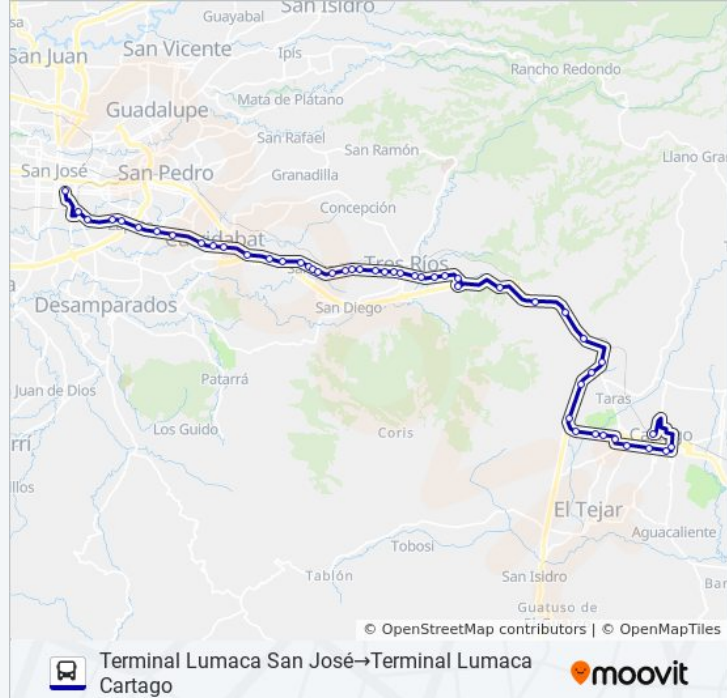 San Isidro
Guayabal
San Juan
San Vicente
Ipís
Rancho Redondo
Guadalupe
Mata de Plátano
San Rafael
San José
San Pedro
San Ramón
Llano Gran
Granadilla
Concepción
Tres Ríos
Desamparados
San Diego
Patarrá
Juan de Dios
Taras
Los Guido
Coris
El Tejar
Aguacaliente
Tobosi
Tablón
San Isidro
Guatuso de
© OpenStreetMap contributors | © OpenMapTiles
Terminal Lumaca San José→Terminal Lumaca
Cartago
moovit